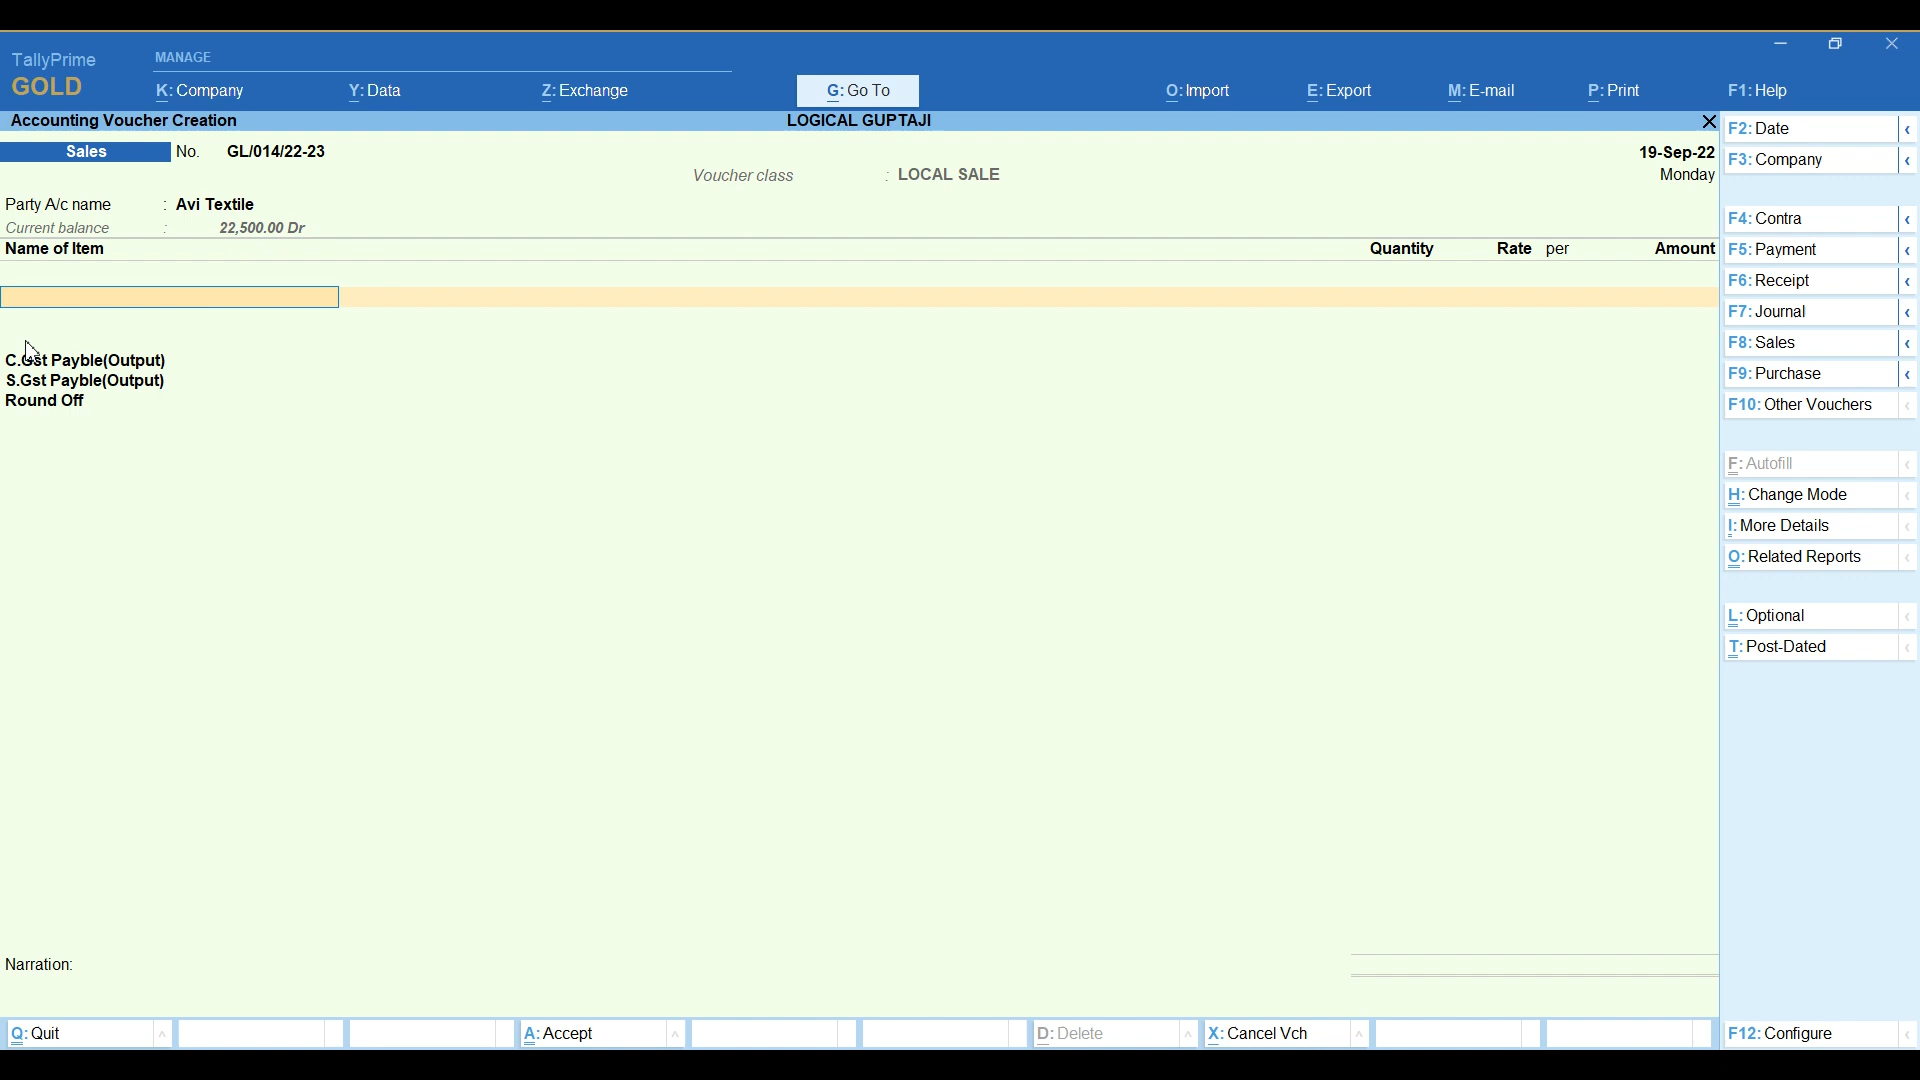 TallyPrime
GOLD
MANAGE
K: Company Y: Data Z: Exchange G: Go To O: Import E: Export M: E-mail P: Print F1: Help
Accounting Voucher Creation LOGICAL GUPTAJI
Sales No. GL/014/22-23 19-Sep-22
Voucher class : LOCAL SALE Monday
Party A/c name : Avi Textile
Current balance : 22,500.00 Dr
Name of Item Quantity Rate per Amount
C.Gst Payble(Output)
S.Gst Payble(Output)
Round Off
Narration:
F2: Date
F3: Company
F4: Contra
F5: Payment
F6: Receipt
F7: Journal
F8: Sales
F9: Purchase
F10: Other Vouchers
F: Autofill
H: Change Mode
I: More Details
O: Related Reports
L: Optional
T: Post-Dated
Q: Quit A: Accept D: Delete X: Cancel Vch F12: Configure